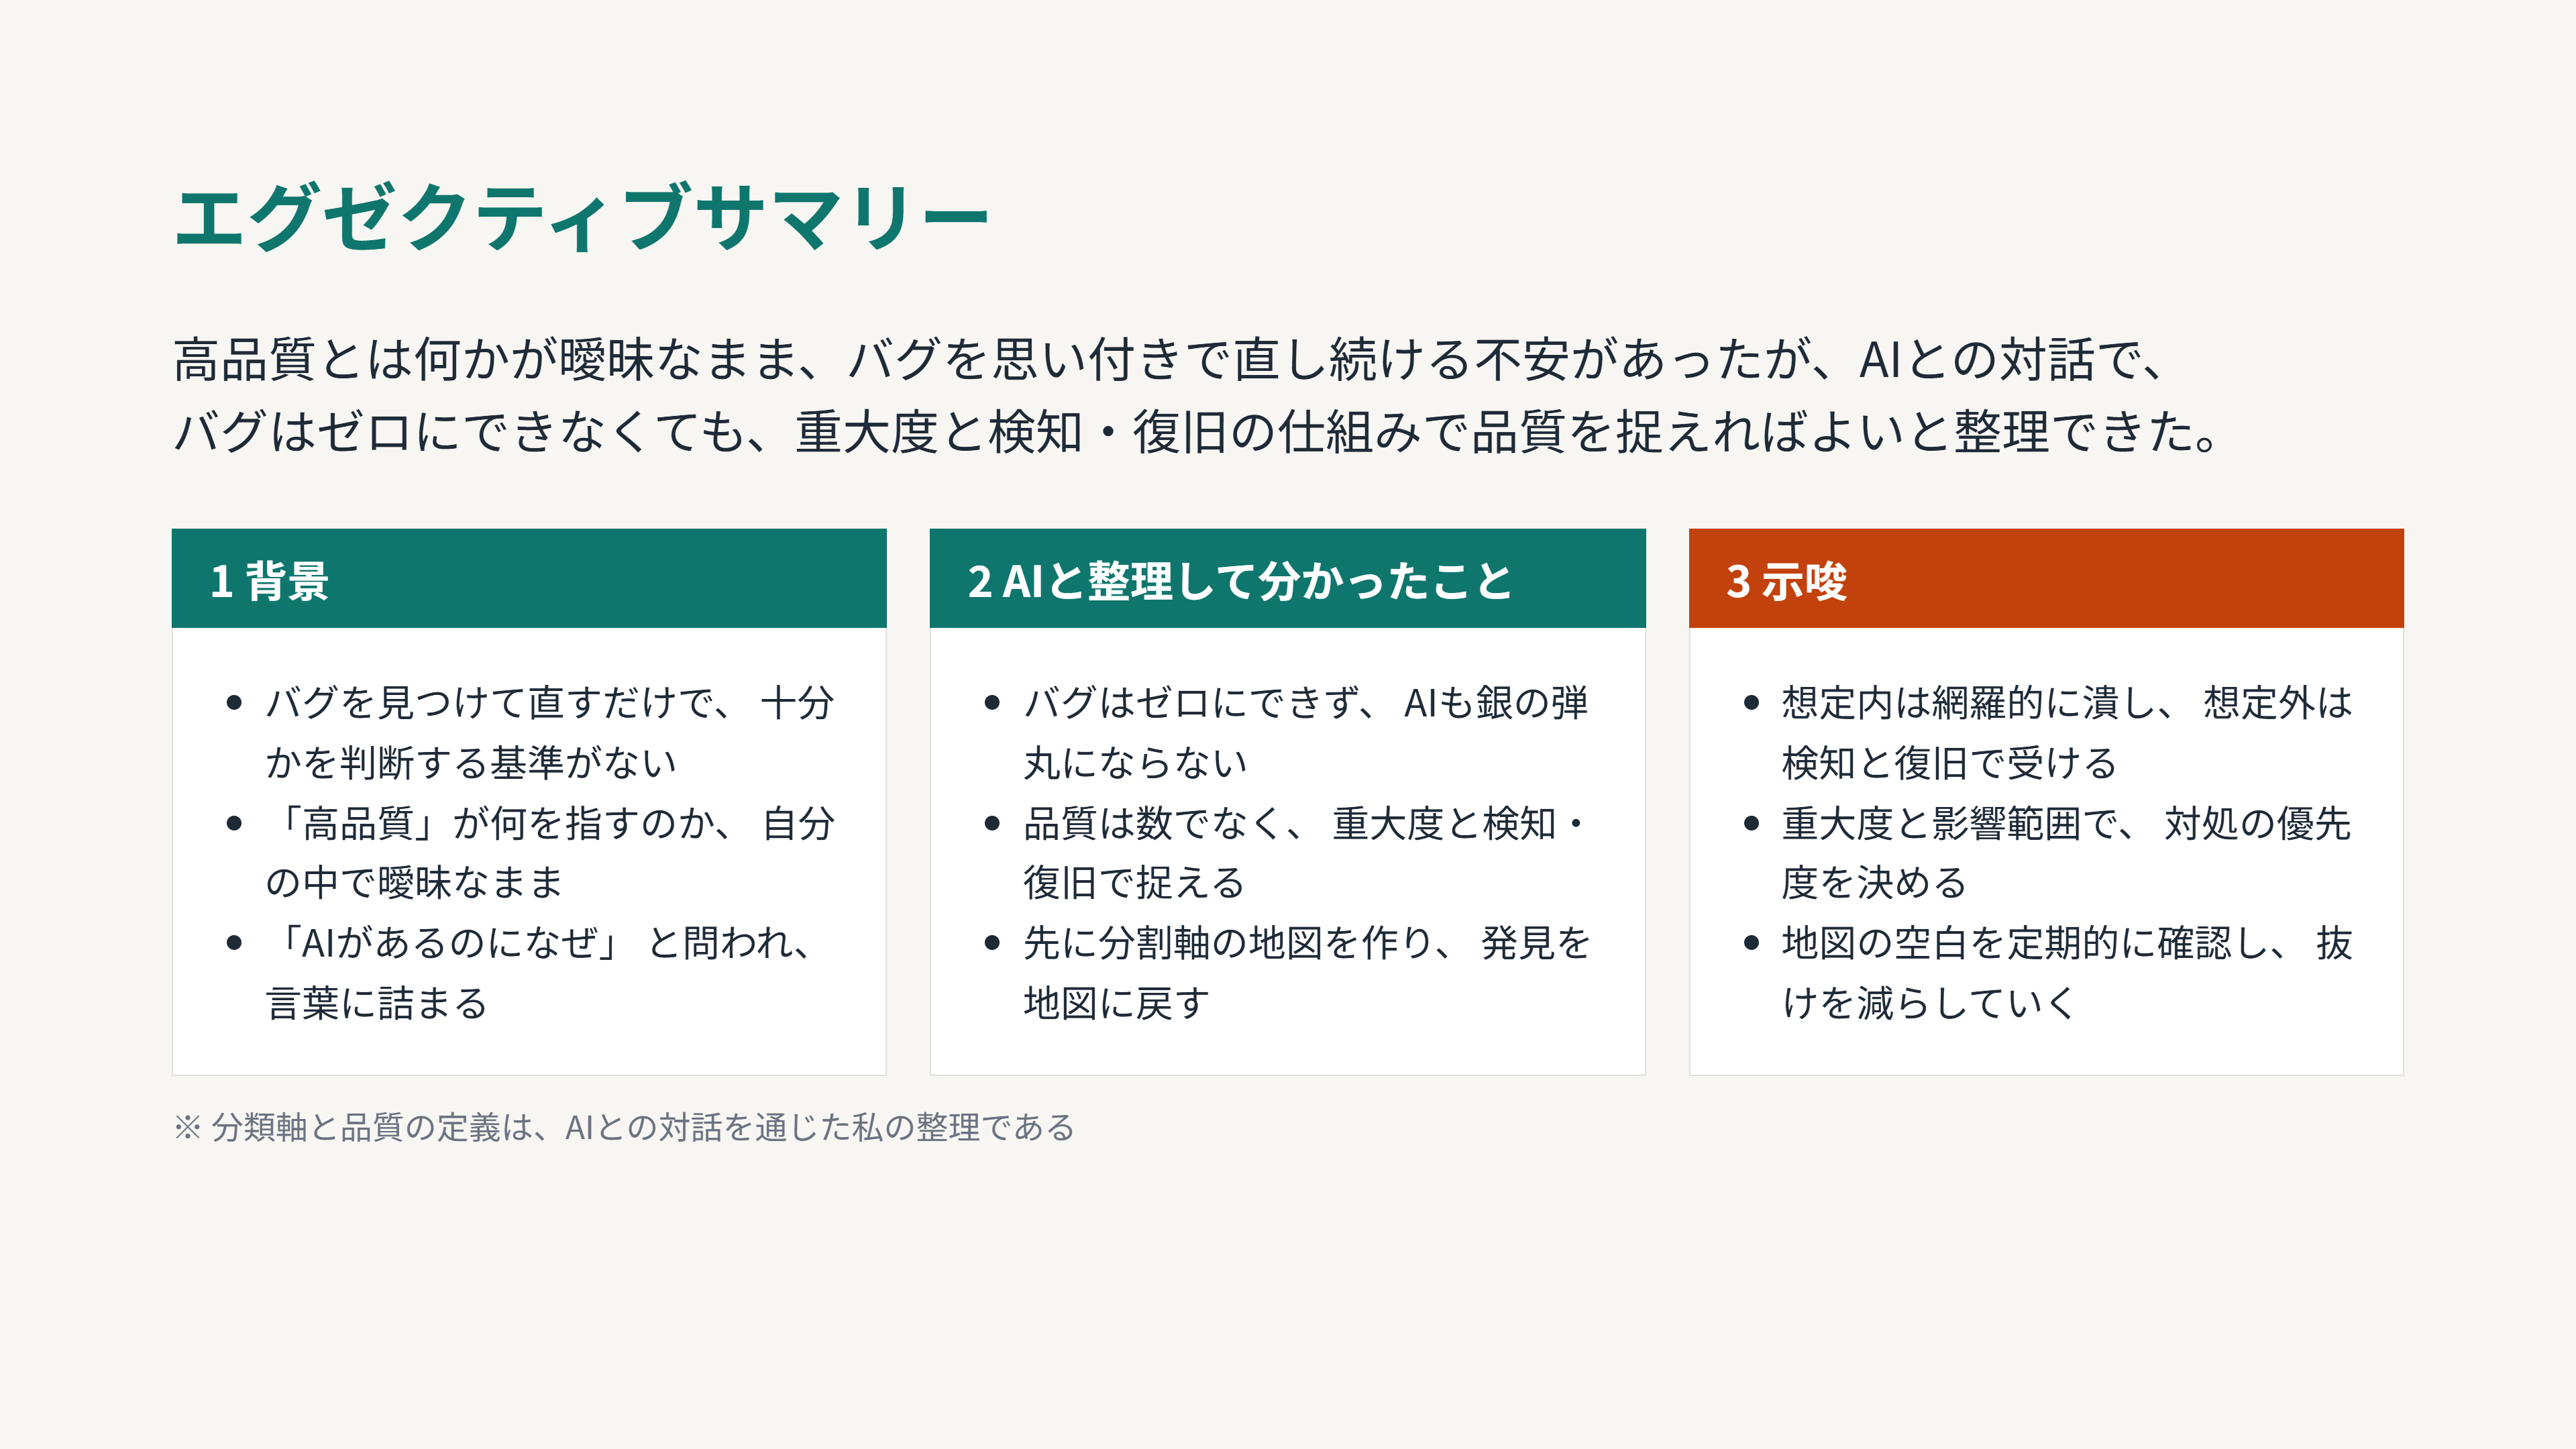 エグゼクティブサマリー
高品質とは何かが曖昧なまま、バグを思い付きで直し続ける不安があったが、AIとの対話で、
バグはゼロにできなくても、重大度と検知・復旧の仕組みで品質を捉えればよいと整理できた。
1 背景
• バグを見つけて直すだけで、 十分
かを判断する基準がない
• 「高品質」が何を指すのか、 自分
の中で曖昧なまま
• 「AIがあるのになぜ」 と問われ、
言葉に詰まる
2 AIと整理して分かったこと
• バグはゼロにできず、 AIも銀の弾
丸にならない
• 品質は数でなく、 重大度と検知・
復旧で捉える
• 先に分割軸の地図を作り、 発見を
地図に戻す
3 示唆
• 想定内は網羅的に潰し、 想定外は
検知と復旧で受ける
• 重大度と影響範囲で、 対処の優先
度を決める
• 地図の空白を定期的に確認し、 抜
けを減らしていく
※ 分類軸と品質の定義は、AIとの対話を通じた私の整理である